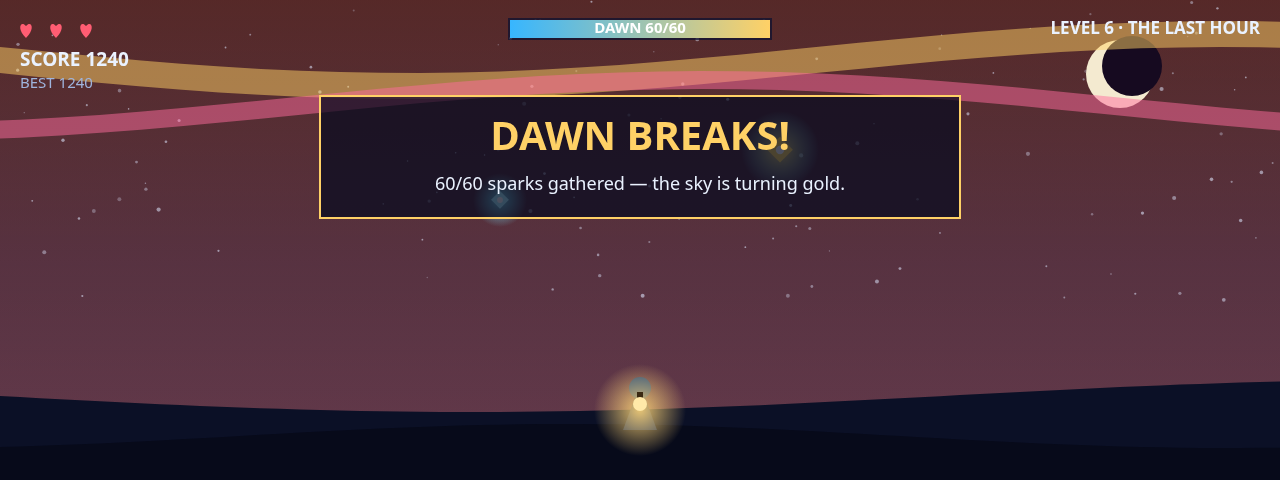 SCORE 1240
BEST 1240
DAWN 60/60
LEVEL 6 · THE LAST HOUR
DAWN BREAKS!
60/60 sparks gathered — the sky is turning gold.